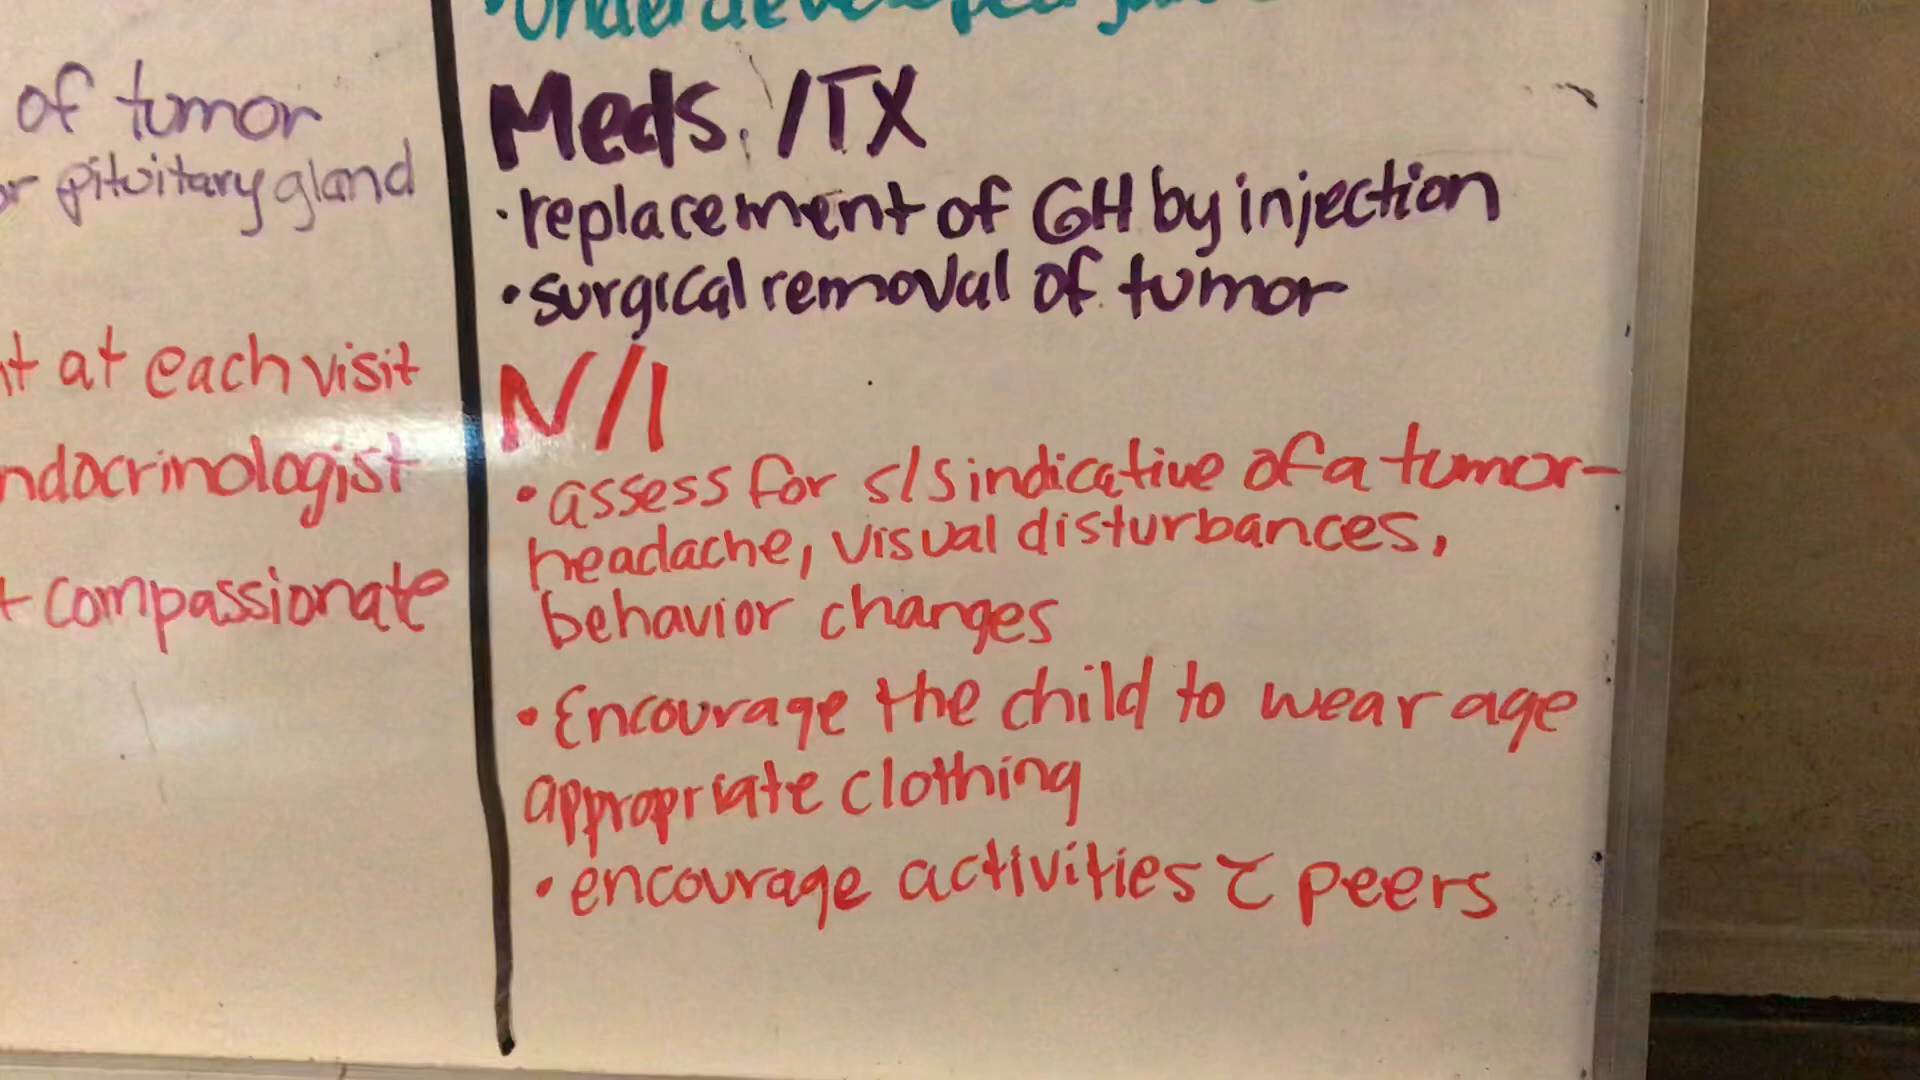 of tumor
pituitary gland
at each visit
compassionate
Meds./TX
·replacement of GH by injection
·surgical removal of tumor
N/I
·assess for s/s indicative of a tumor-
headache, visual disturbances,
behavior changes
·Encourage the child to wear age
appropriate clothing
·encourage activities c̄ peers